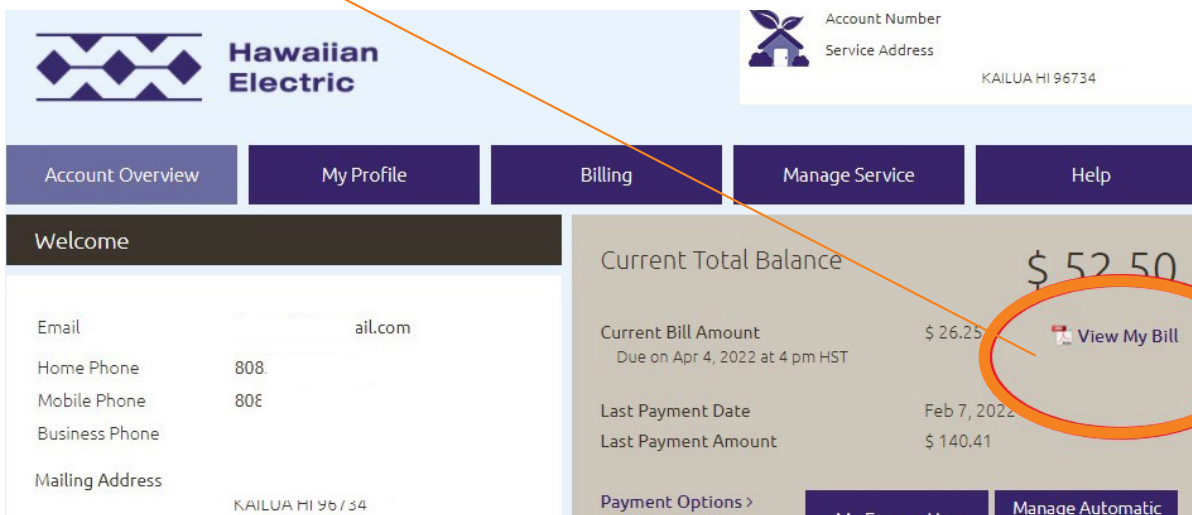 Hawaiian
Electric
Account Number
Service Address
KAILUA HI 96734
Account Overview
My Profile
Billing
Manage Service
Help
Welcome
Email ail.com
Home Phone 808
Mobile Phone 808
Business Phone
Mailing Address
KAILUA HI 96734
Current Total Balance $ 52.50
Current Bill Amount $ 26.25 View My Bill
Due on Apr 4, 2022 at 4 pm HST
Last Payment Date Feb 7, 2022
Last Payment Amount $ 140.41
Payment Options >
Manage Automatic